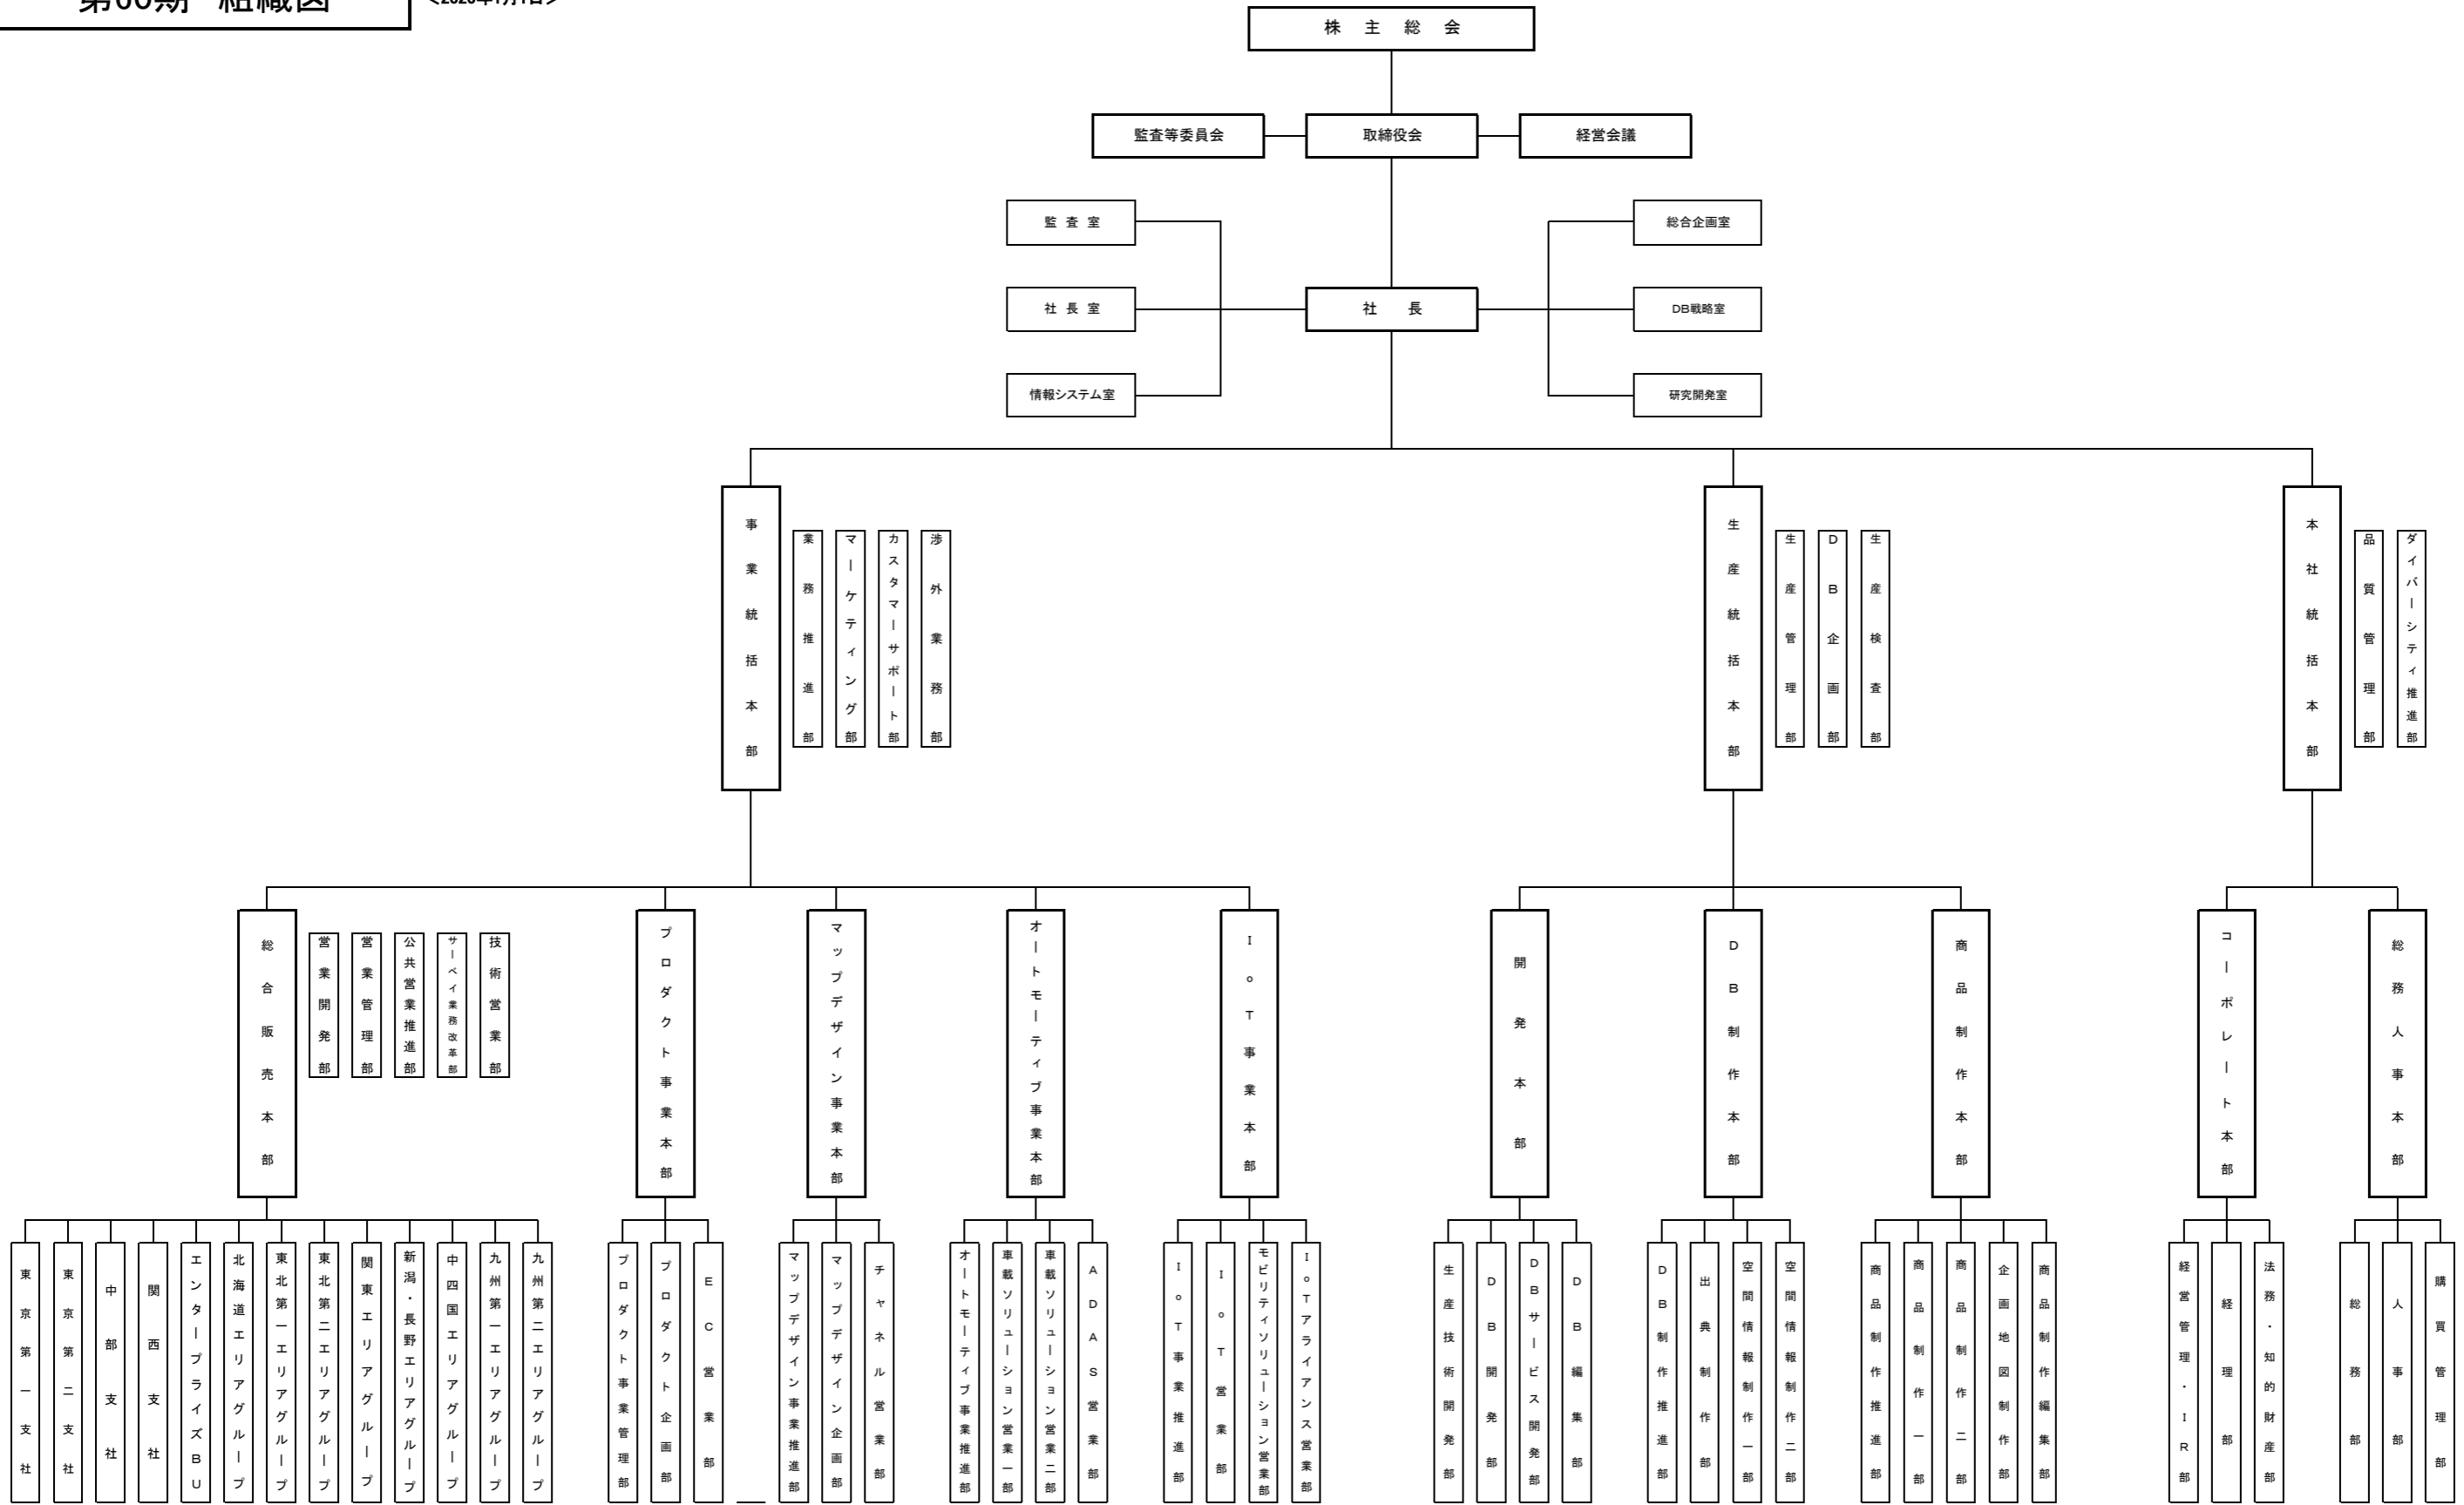 第60期 組織図
<2020年1月1日>
株主総会
監査等委員会
取締役会
経営会議
監査室
総合企画室
社長室
社長
DB戦略室
情報システム室
研究開発室
事業統括本部
業務推進部
マーケティング部
カスタマーサポート部
渉外業務部
生産統括本部
生産管理部
DB企画部
生産検査部
本社統括本部
品質管理部
ダイバーシティ推進部
総合販売本部
営業開発部
営業管理部
公共営業推進部
サーベイ業務改革部
技術営業部
プロダクト事業本部
マップデザイン事業本部
オートモーティブ事業本部
IoT事業本部
開発本部
DB制作本部
商品制作本部
コーポレート本部
総務人事本部
東京第一支社
東京第二支社
中部支社
関西支社
エンタープライズBU
北海道エリアグループ
東北第一エリアグループ
東北第二エリアグループ
関東エリアグループ
新潟・長野エリアグループ
中四国エリアグループ
九州第一エリアグループ
九州第二エリアグループ
プロダクト事業管理部
プロダクト企画部
EC営業部
マップデザイン事業推進部
マップデザイン企画部
チャネル営業部
オートモーティブ事業推進部
車載ソリューション営業一部
車載ソリューション営業二部
ADAS営業部
IoT事業推進部
IoT営業部
モビリティソリューション営業部
IoTアライアンス営業部
生産技術開発部
DB開発部
DBサービス開発部
DB編集部
DB制作推進部
出典制作部
空間情報制作一部
空間情報制作二部
商品制作推進部
商品制作一部
商品制作二部
企画地図制作部
商品制作編集部
経営管理・IR部
経理部
法務・知的財産部
総務部
人事部
購買管理部